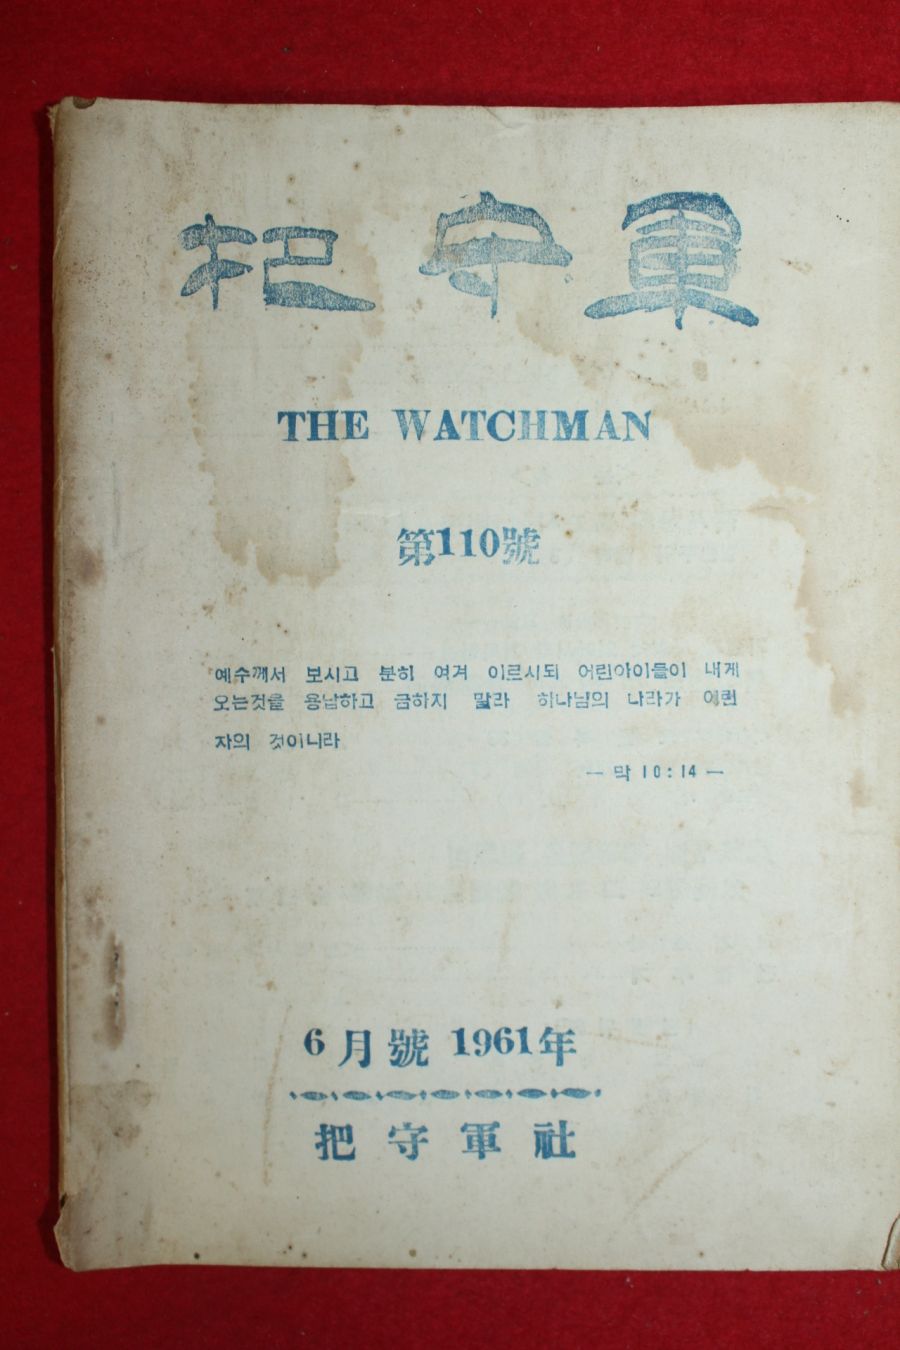 把守軍
THE WATCHMAN
第110號
예수께서 보시고 분히 여겨 이르시되 어린아이들이 내게
오는것을 용납하고 금하지 말라 하나님의 나라가 이런
자의 것이니라
— 막 10:14 —
6月號 1961年
把守軍社